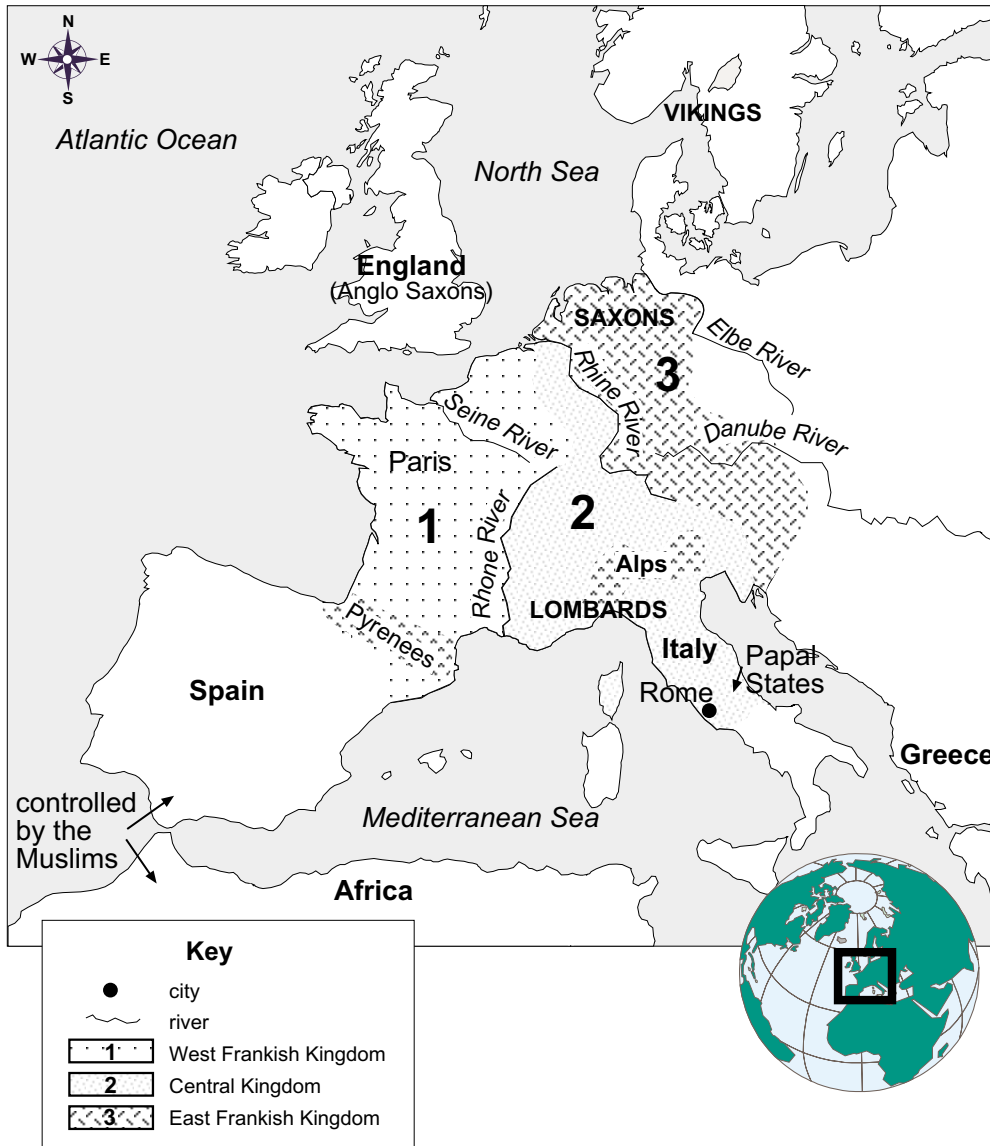 N
W E
S
Atlantic Ocean
North Sea
VIKINGS
England
(Anglo Saxons)
SAXONS
Elbe River
3
Rhine River
Seine River
Danube River
Paris
1
2
Rhone River
Alps
LOMBARDS
Pyrenees
Italy
Papal
States
Spain
Rome
Greece
controlled
by the
Muslims
Mediterranean Sea
Africa
Key
city
river
1 West Frankish Kingdom
2 Central Kingdom
3 East Frankish Kingdom